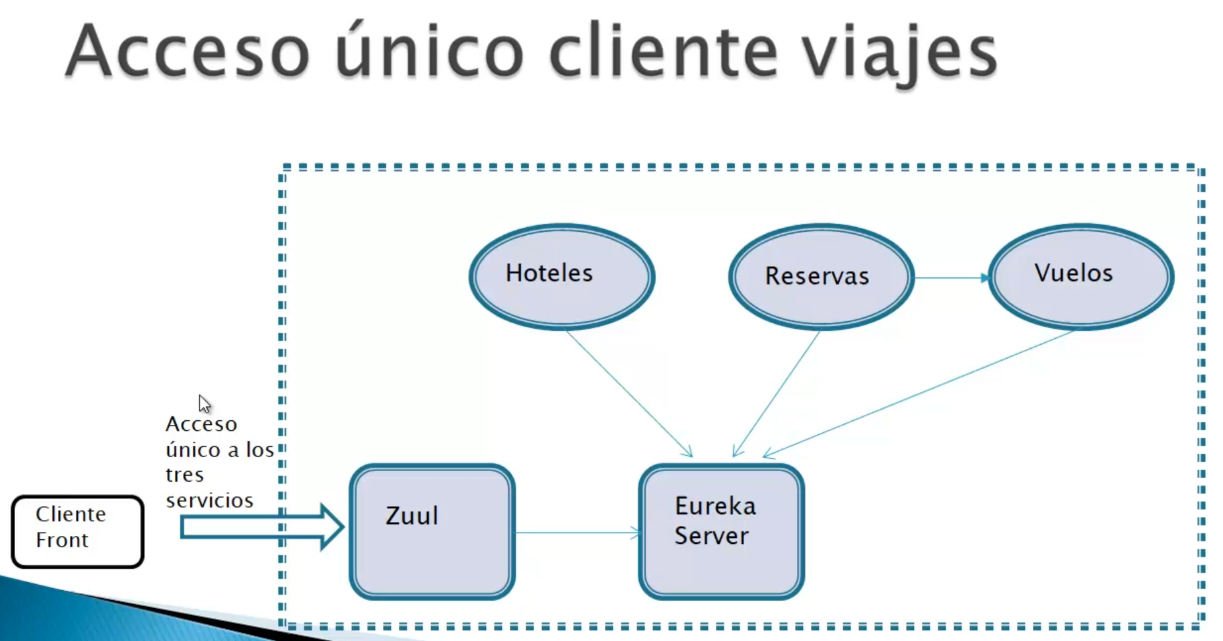 Acceso único cliente viajes
Hoteles
Reservas
Vuelos
Acceso
único a los
tres
servicios
Cliente
Front
Zuul
Eureka
Server